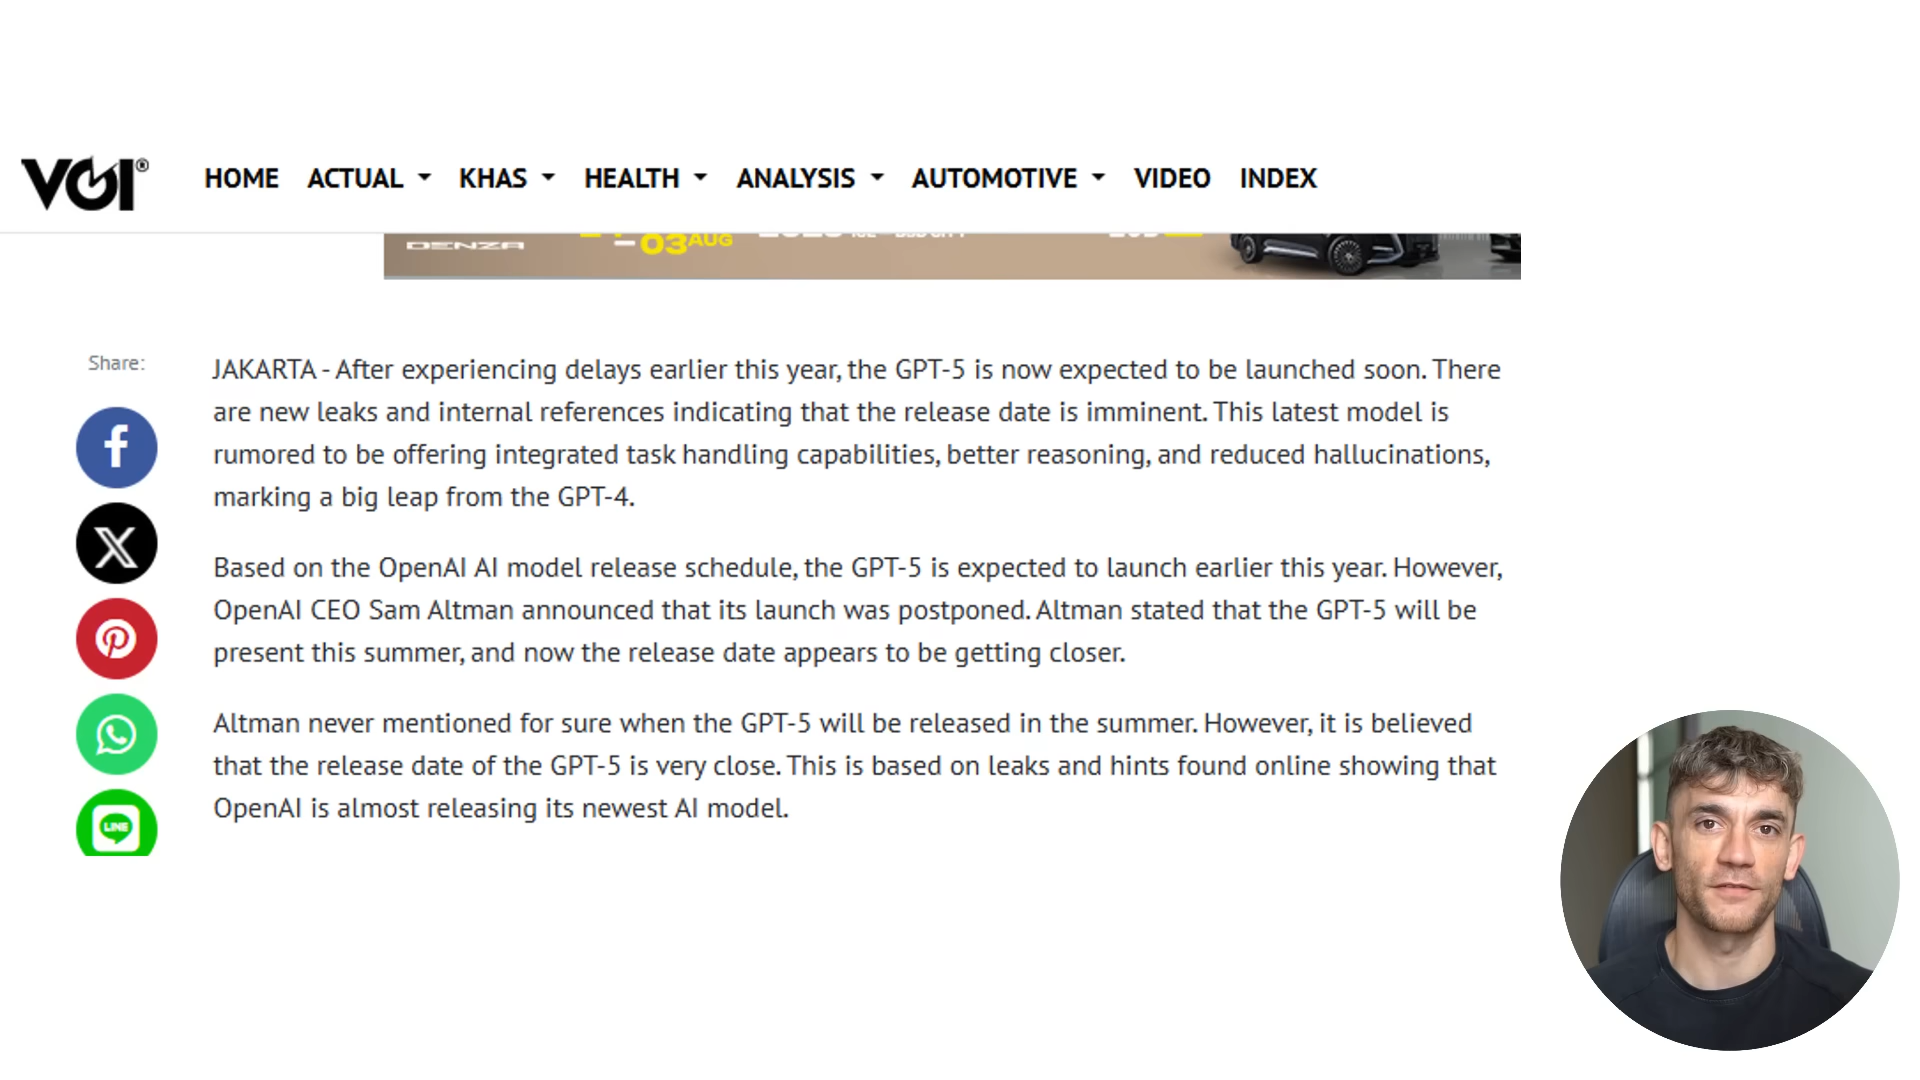 VOI®
HOME ACTUAL KHAS HEALTH ANALYSIS AUTOMOTIVE VIDEO INDEX
DENZA
03 AUG
Share:
JAKARTA - After experiencing delays earlier this year, the GPT-5 is now expected to be launched soon. There
are new leaks and internal references indicating that the release date is imminent. This latest model is
rumored to be offering integrated task handling capabilities, better reasoning, and reduced hallucinations,
marking a big leap from the GPT-4.
Based on the OpenAI AI model release schedule, the GPT-5 is expected to launch earlier this year. However,
OpenAI CEO Sam Altman announced that its launch was postponed. Altman stated that the GPT-5 will be
present this summer, and now the release date appears to be getting closer.
Altman never mentioned for sure when the GPT-5 will be released in the summer. However, it is believed
that the release date of the GPT-5 is very close. This is based on leaks and hints found online showing that
OpenAI is almost releasing its newest AI model.
LINE